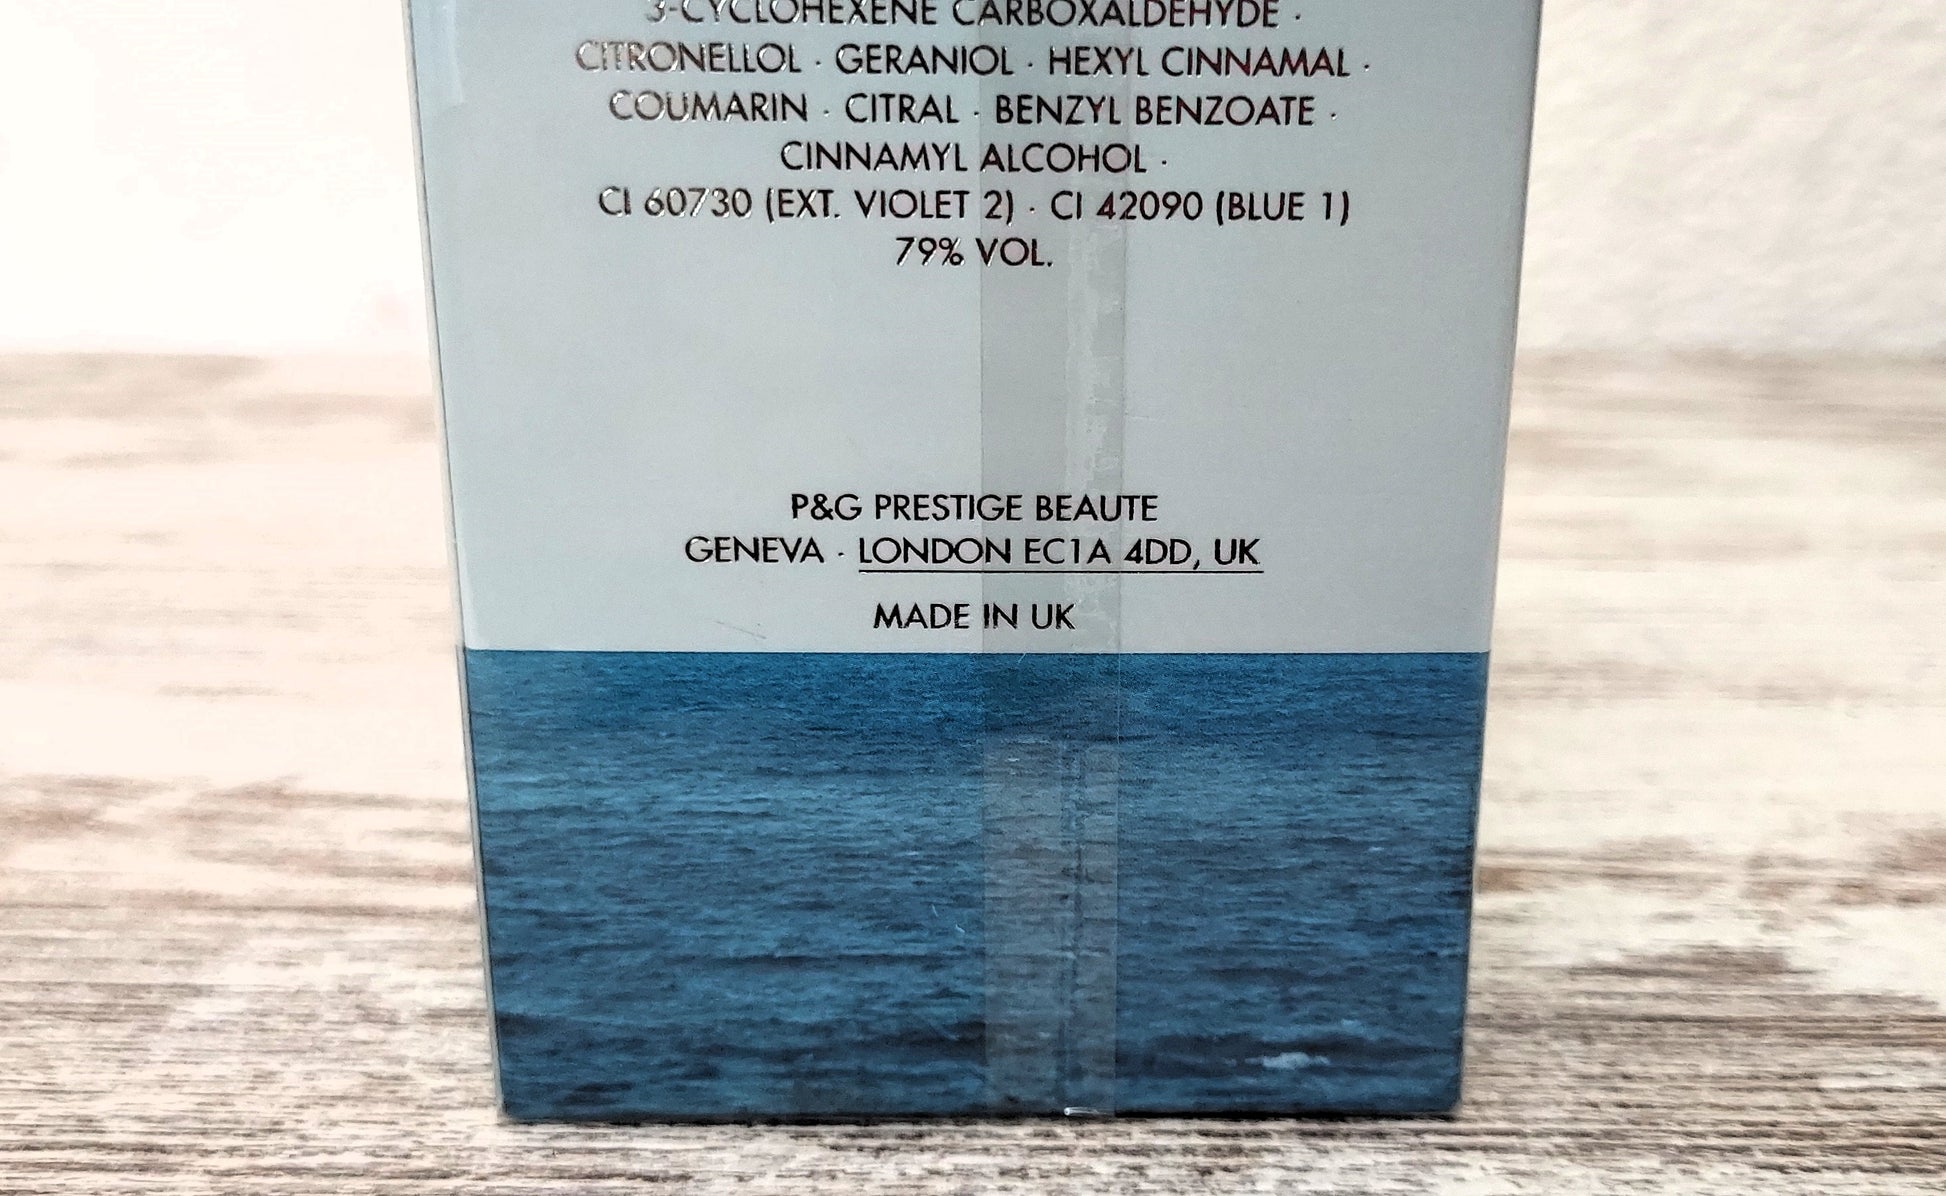 3-CYCLOHEXENE CARBOXALDEHYDE ·
CITRONELLOL · GERANIOL · HEXYL CINNAMAL ·
COUMARIN · CITRAL · BENZYL BENZOATE ·
CINNAMYL ALCOHOL ·
CI 60730 (EXT. VIOLET 2) · CI 42090 (BLUE 1)
79% VOL.
P&G PRESTIGE BEAUTE
GENEVA · LONDON EC1A 4DD, UK
MADE IN UK